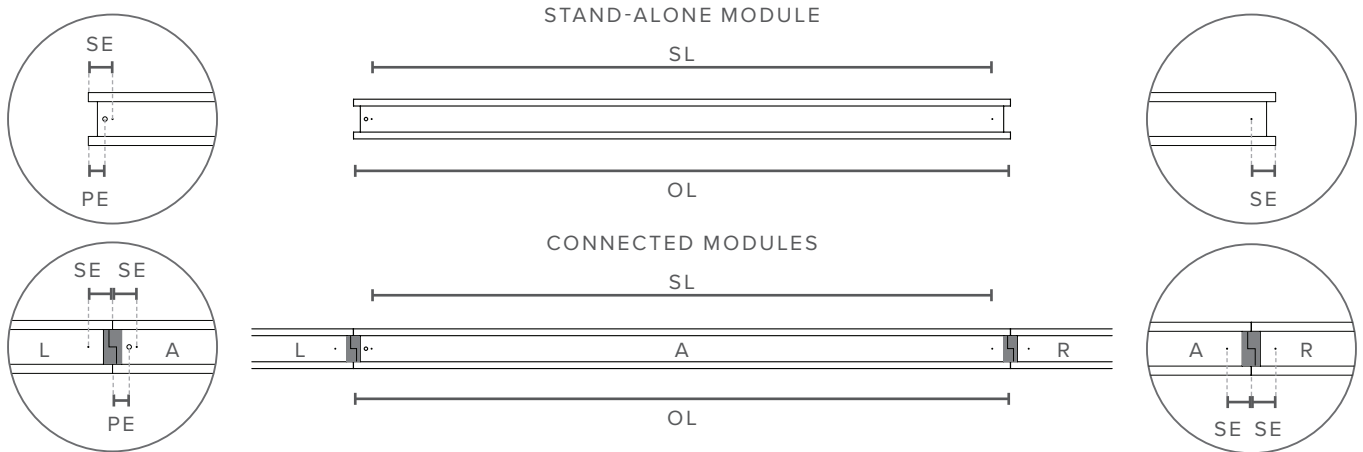 STAND-ALONE MODULE
SE
SL
PE
OL
SE
CONNECTED MODULES
SE SE
SL
L A
L A R
A R
PE
OL
SE SE